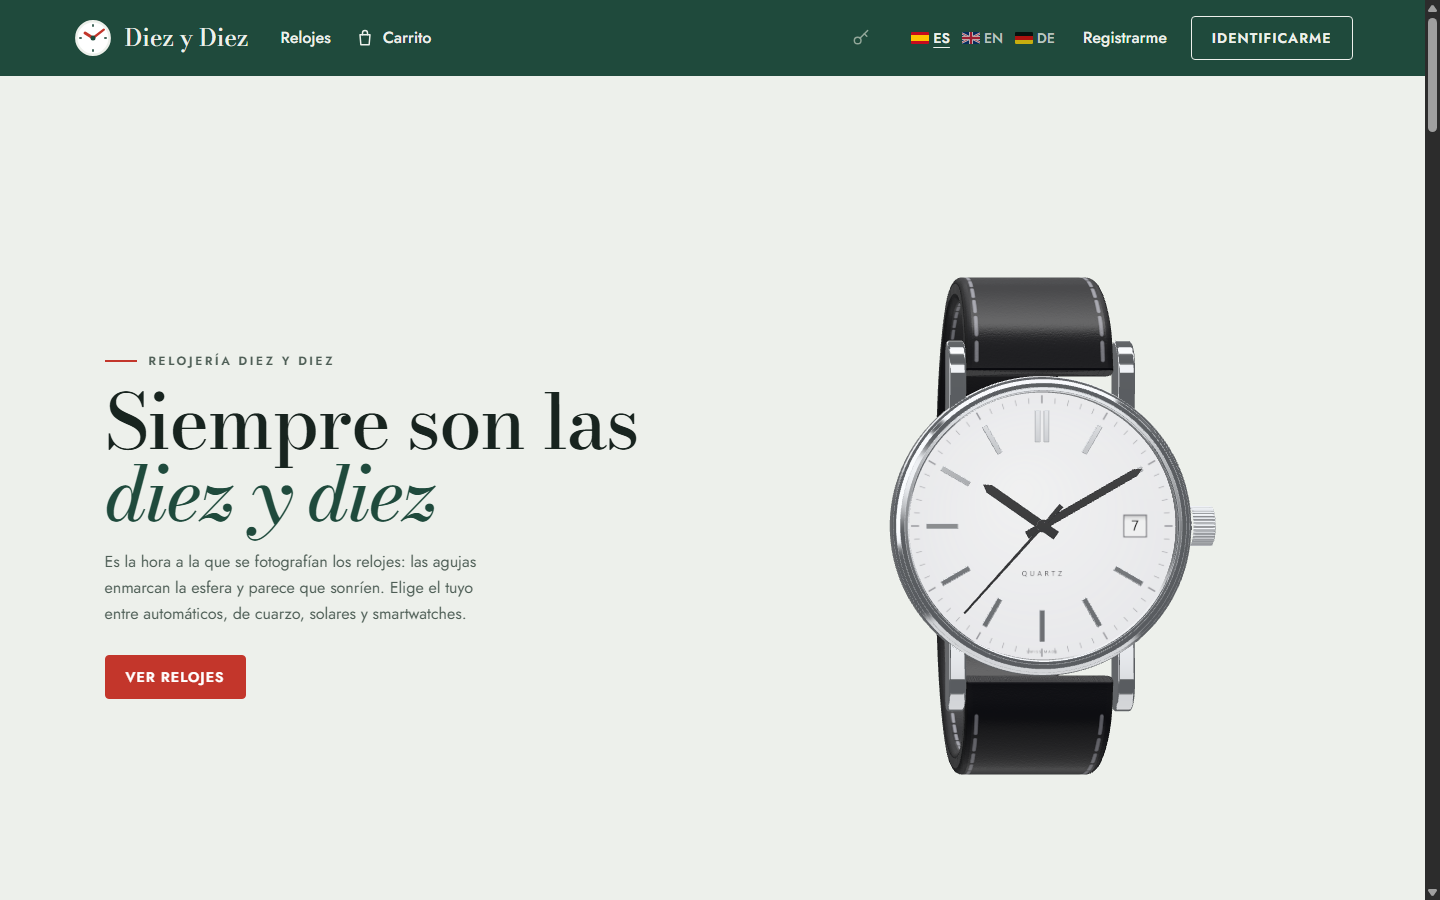 Diez y Diez
Relojes
Carrito
ES
EN
DE
Registrarme
IDENTIFICARME
RELOJERÍA DIEZ Y DIEZ
Siempre son las
diez y diez
Es la hora a la que se fotografían los relojes: las agujas
enmarcan la esfera y parece que sonríen. Elige el tuyo
entre automáticos, de cuarzo, solares y smartwatches.
VER RELOJES
7
QUARTZ